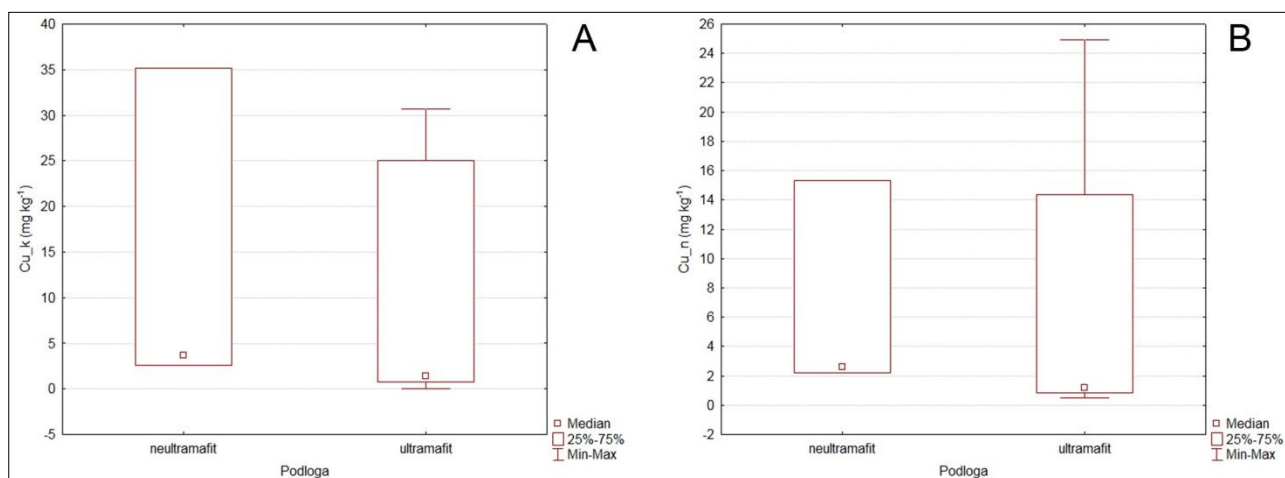 A
Cu_k (mg kg⁻¹)
40
35
30
25
20
15
10
5
0
-5
neultramafit ultramafit
Podloga
Median
25%-75%
Min-Max
B
Cu_n (mg kg⁻¹)
26
24
22
20
18
16
14
12
10
8
6
4
2
0
-2
neultramafit ultramafit
Podloga
Median
25%-75%
Min-Max